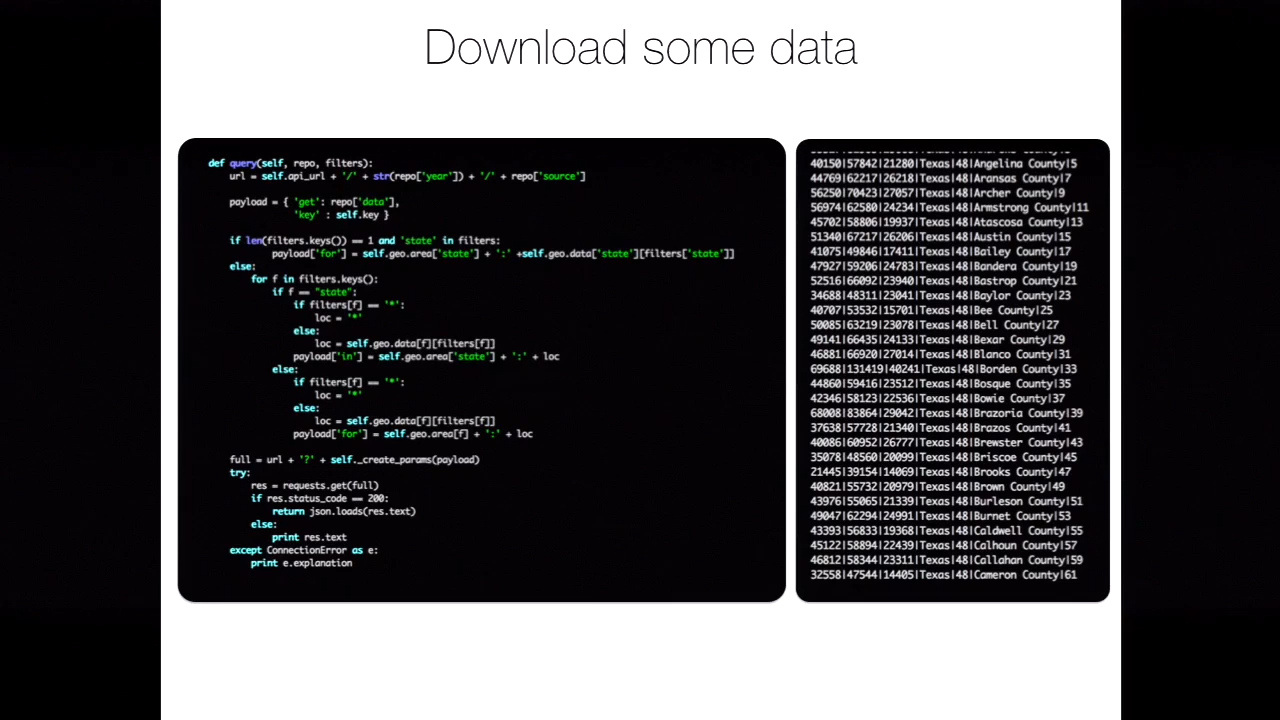 Download some data
def query(self, repo, filters):
url = self.api_url + '/' + str(repo['year']) + '/' + repo['source']
payload = { 'get': repo['data'],
'key' : self.key }
if len(filters.keys()) == 1 and 'state' in filters:
payload['for'] = self.geo.area['state'] + ':' +self.geo.data['state'][filters['state']]
else:
for f in filters.keys():
if f == "state":
if filters[f] == '*':
loc = '*'
else:
loc = self.geo.data[f][filters[f]]
payload['in'] = self.geo.area['state'] + ':' + loc
else:
if filters[f] == '*':
loc = '*'
else:
loc = self.geo.data[f][filters[f]]
payload['for'] = self.geo.area[f] + ':' + loc
full = url + '?' + self._create_params(payload)
try:
res = requests.get(full)
if res.status_code == 200:
return json.loads(res.text)
else:
print res.text
except ConnectionError as e:
print e.explanation
40150|57842|21280|Texas|48|Angelina County|5
44769|62217|26218|Texas|48|Aransas County|7
56250|70423|27057|Texas|48|Archer County|9
56974|62580|24234|Texas|48|Armstrong County|11
45702|58806|19937|Texas|48|Atascosa County|13
51340|67217|26206|Texas|48|Austin County|15
41075|49846|17411|Texas|48|Bailey County|17
47927|59206|24783|Texas|48|Bandera County|19
52516|66092|23940|Texas|48|Bastrop County|21
34688|48311|23041|Texas|48|Baylor County|23
40707|53532|15701|Texas|48|Bee County|25
50085|63219|23078|Texas|48|Bell County|27
49141|66435|24133|Texas|48|Bexar County|29
46881|66920|27014|Texas|48|Blanco County|31
69688|131419|40241|Texas|48|Borden County|33
44860|59416|23512|Texas|48|Bosque County|35
42346|58123|22536|Texas|48|Bowie County|37
68008|83864|29042|Texas|48|Brazoria County|39
37638|57728|21340|Texas|48|Brazos County|41
40086|60952|26777|Texas|48|Brewster County|43
35078|48560|20099|Texas|48|Briscoe County|45
21445|39154|14069|Texas|48|Brooks County|47
40821|55732|20979|Texas|48|Brown County|49
43976|55065|21339|Texas|48|Burleson County|51
49047|62294|24991|Texas|48|Burnet County|53
43393|56833|19368|Texas|48|Caldwell County|55
45122|58894|22439|Texas|48|Calhoun County|57
46812|58344|23311|Texas|48|Callahan County|59
32558|47544|14405|Texas|48|Cameron County|61